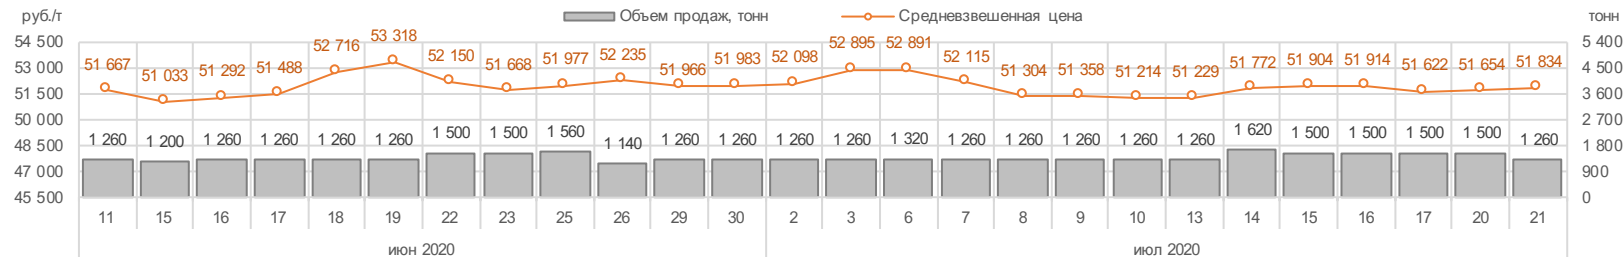 руб./т Объем продаж, тонн Средневзвешенная цена тонн
54 500 51 667 51 033 51 292 51 488 52 716 53 318 52 150 51 668 51 977 52 235 51 966 51 983 52 098 52 895 52 891 52 115 51 304 51 358 51 214 51 229 51 772 51 904 51 914 51 622 51 654 51 834 5 400
53 000 4 500
51 500 3 600
50 000 2 700
48 500 1 260 1 200 1 260 1 260 1 260 1 260 1 500 1 500 1 560 1 140 1 260 1 260 1 260 1 260 1 320 1 260 1 260 1 260 1 260 1 260 1 620 1 500 1 500 1 500 1 500 1 260 1 800
47 000 900
45 500 0
11 15 16 17 18 19 22 23 25 26 29 30 2 3 6 7 8 9 10 13 14 15 16 17 20 21
июн 2020 июл 2020